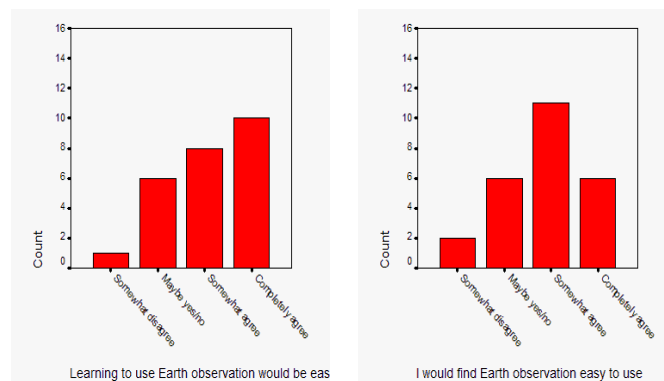 16
14
12
10
8
6
4
2
0
Count
Somewhat disagree
Maybe yes/no
Somewhat agree
Completely agree
Learning to use Earth observation would be eas
16
14
12
10
8
6
4
2
0
Count
Somewhat disagree
Maybe yes/no
Somewhat agree
Completely agree
I would find Earth observation easy to use